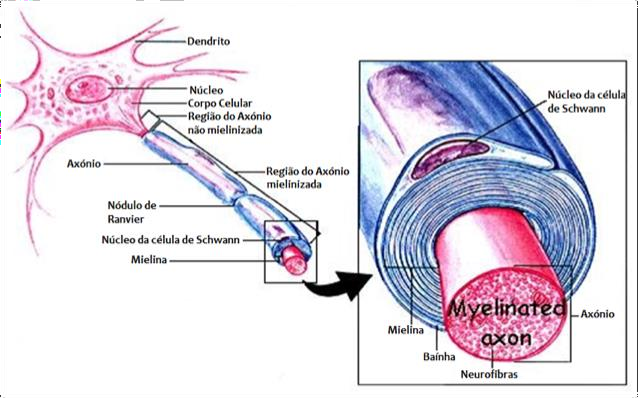 Dendrito
Núcleo
Corpo Celular
Região do Axónio
não mielinizada
Axónio
Região do Axónio
mielinizada
Nódulo de
Ranvier
Núcleo da célula de Schwann
Mielina
Núcleo da célula
de Schwann
Myelinated
axon
Axónio
Mielina
Baínha
Neurofibras